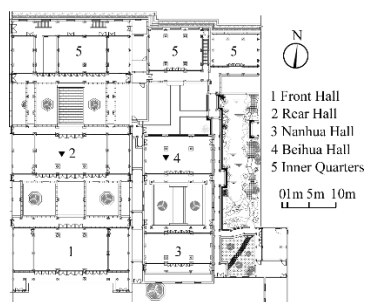 5
5
5
N
1 Front Hall
2 Rear Hall
3 Nanhua Hall
4 Beihua Hall
5 Inner Quarters
2
4
01m 5m 10m
1
3